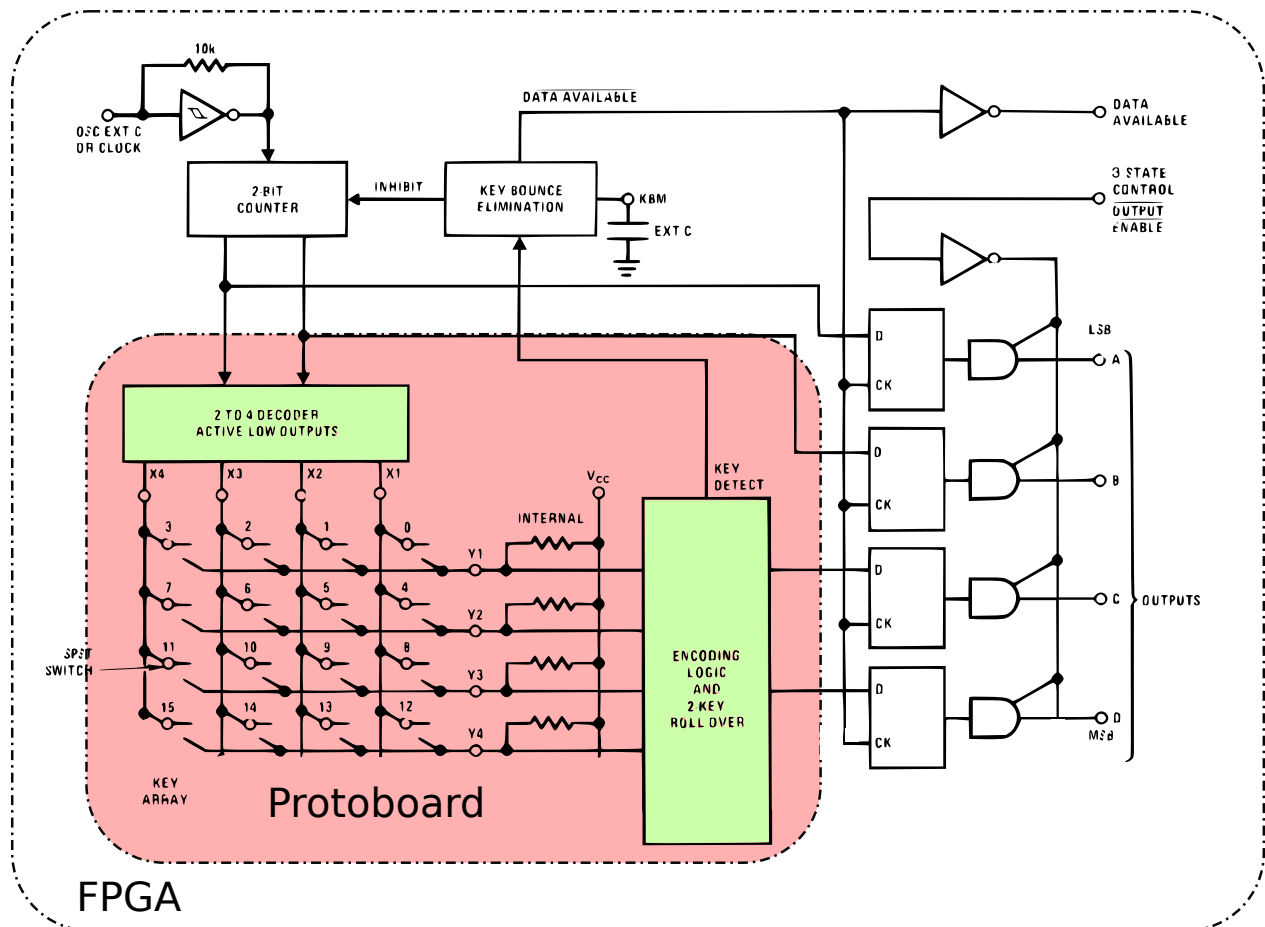 10k
OSC EXT C
OR CLOCK
2-BIT
COUNTER
INHIBIT
DATA AVAILABLE
KEY BOUNCE
ELIMINATION
KBM
EXT C
DATA
AVAILABLE
3 STATE
CONTROL
OUTPUT
ENABLE
2 TO 4 DECODER
ACTIVE LOW OUTPUTS
X4
X3
X2
X1
VCC
KEY
DETECT
INTERNAL
3
2
1
0
Y1
7
6
5
4
Y2
11
10
9
8
Y3
15
14
13
12
Y4
SPST
SWITCH
KEY
ARRAY
ENCODING
LOGIC
AND
2-KEY
ROLL OVER
D
CK
D
CK
D
CK
D
CK
LSB
A
B
C
D
MSB
OUTPUTS
Protoboard
FPGA